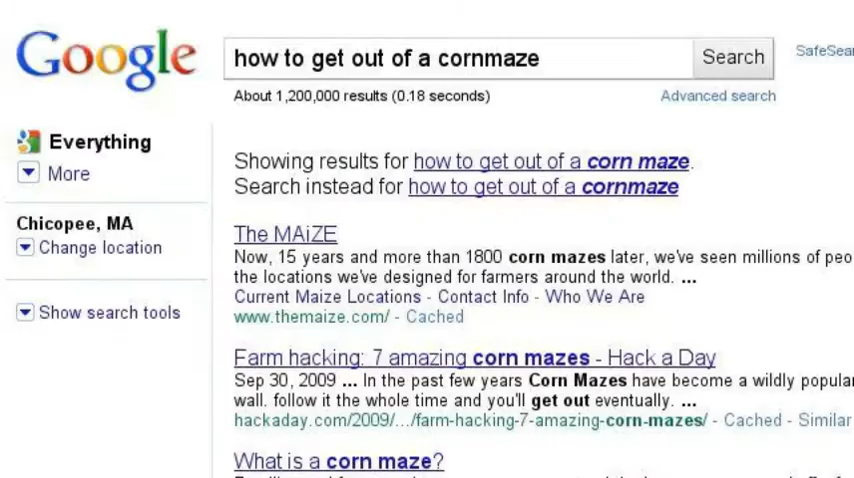 Google
how to get out of a cornmaze
Search
SafeSear
About 1,200,000 results (0.18 seconds)
Advanced search
Everything
More
Chicopee, MA
Change location
Show search tools
Showing results for how to get out of a corn maze.
Search instead for how to get out of a cornmaze
The MAiZE
Now, 15 years and more than 1800 corn mazes later, we've seen millions of peo
the locations we've designed for farmers around the world. ...
Current Maize Locations - Contact Info - Who We Are
www.themaize.com/ - Cached
Farm hacking: 7 amazing corn mazes - Hack a Day
Sep 30, 2009 ... In the past few years Corn Mazes have become a wildly popular
wall. follow it the whole time and you'll get out eventually. ...
hackaday.com/2009/.../farm-hacking-7-amazing-corn-mazes/ - Cached - Similar
What is a corn maze?